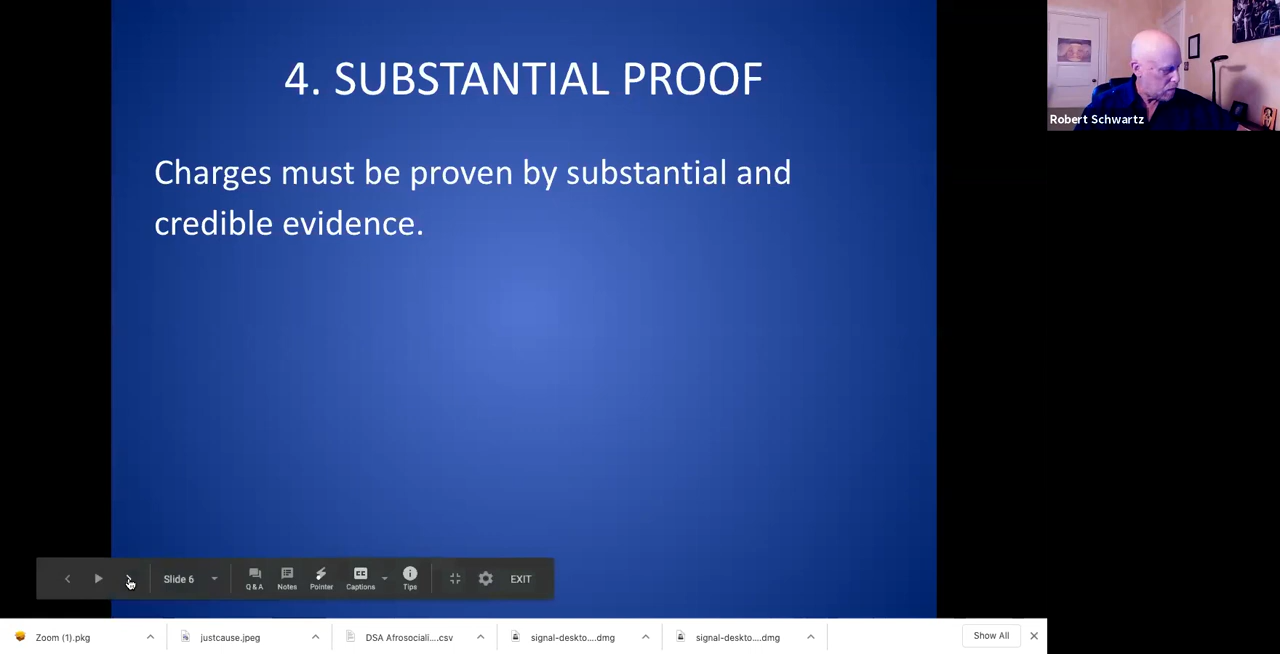 4. SUBSTANTIAL PROOF
Charges must be proven by substantial and
credible evidence.
Robert Schwartz
Slide 6
Q & A
Notes
Pointer
CC
Captions
Tips
EXIT
Zoom (1).pkg
justcause.jpeg
DSA Afrosociali....csv
signal-deskto....dmg
signal-deskto....dmg
Show All